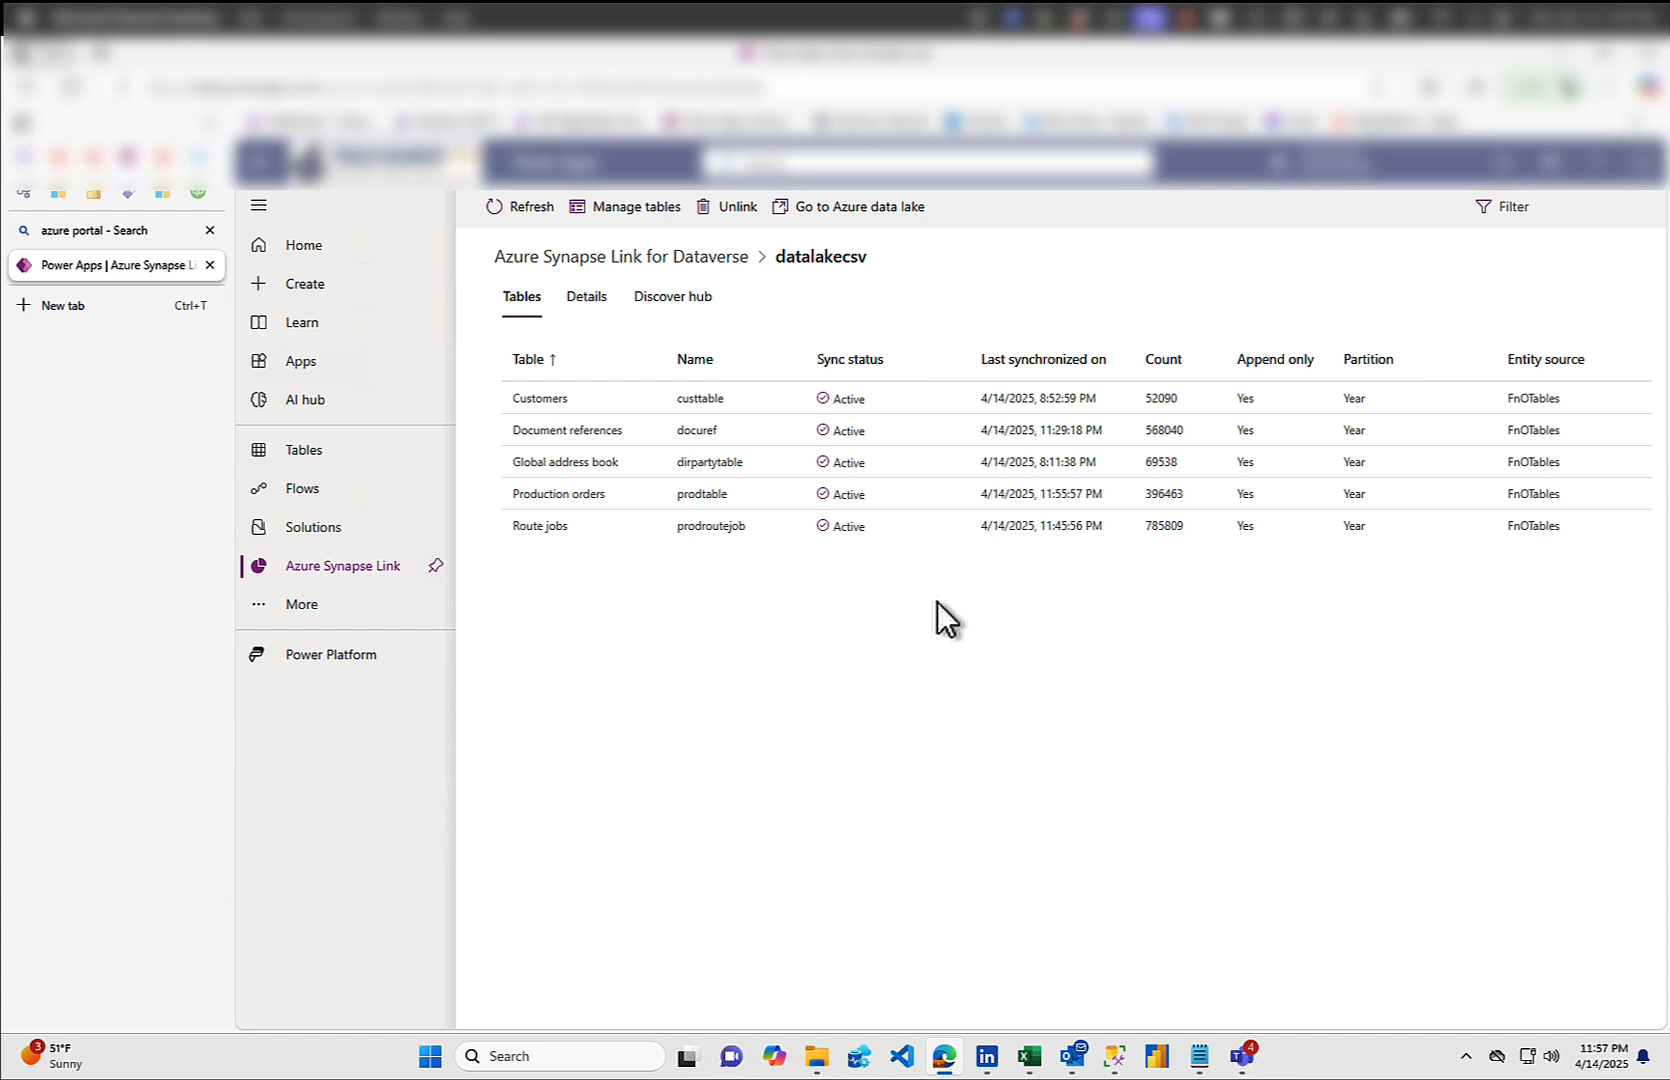 azure portal - Search
Power Apps | Azure Synapse Li
New tab Ctrl+T
Home
Create
Learn
Apps
AI hub
Tables
Flows
Solutions
Azure Synapse Link
More
Power Platform
Refresh Manage tables Unlink Go to Azure data lake Filter
Azure Synapse Link for Dataverse > datalakecsv
Tables Details Discover hub
Table ↑ Name Sync status Last synchronized on Count Append only Partition Entity source
Customers custtable Active 4/14/2025, 8:52:59 PM 52090 Yes Year FnOTables
Document references docuref Active 4/14/2025, 11:29:18 PM 568040 Yes Year FnOTables
Global address book dirpartytable Active 4/14/2025, 8:11:38 PM 69538 Yes Year FnOTables
Production orders prodtable Active 4/14/2025, 11:55:57 PM 396463 Yes Year FnOTables
Route jobs prodroutejob Active 4/14/2025, 11:45:56 PM 785809 Yes Year FnOTables
3 51°F
Sunny
Search
4
11:57 PM
4/14/2025